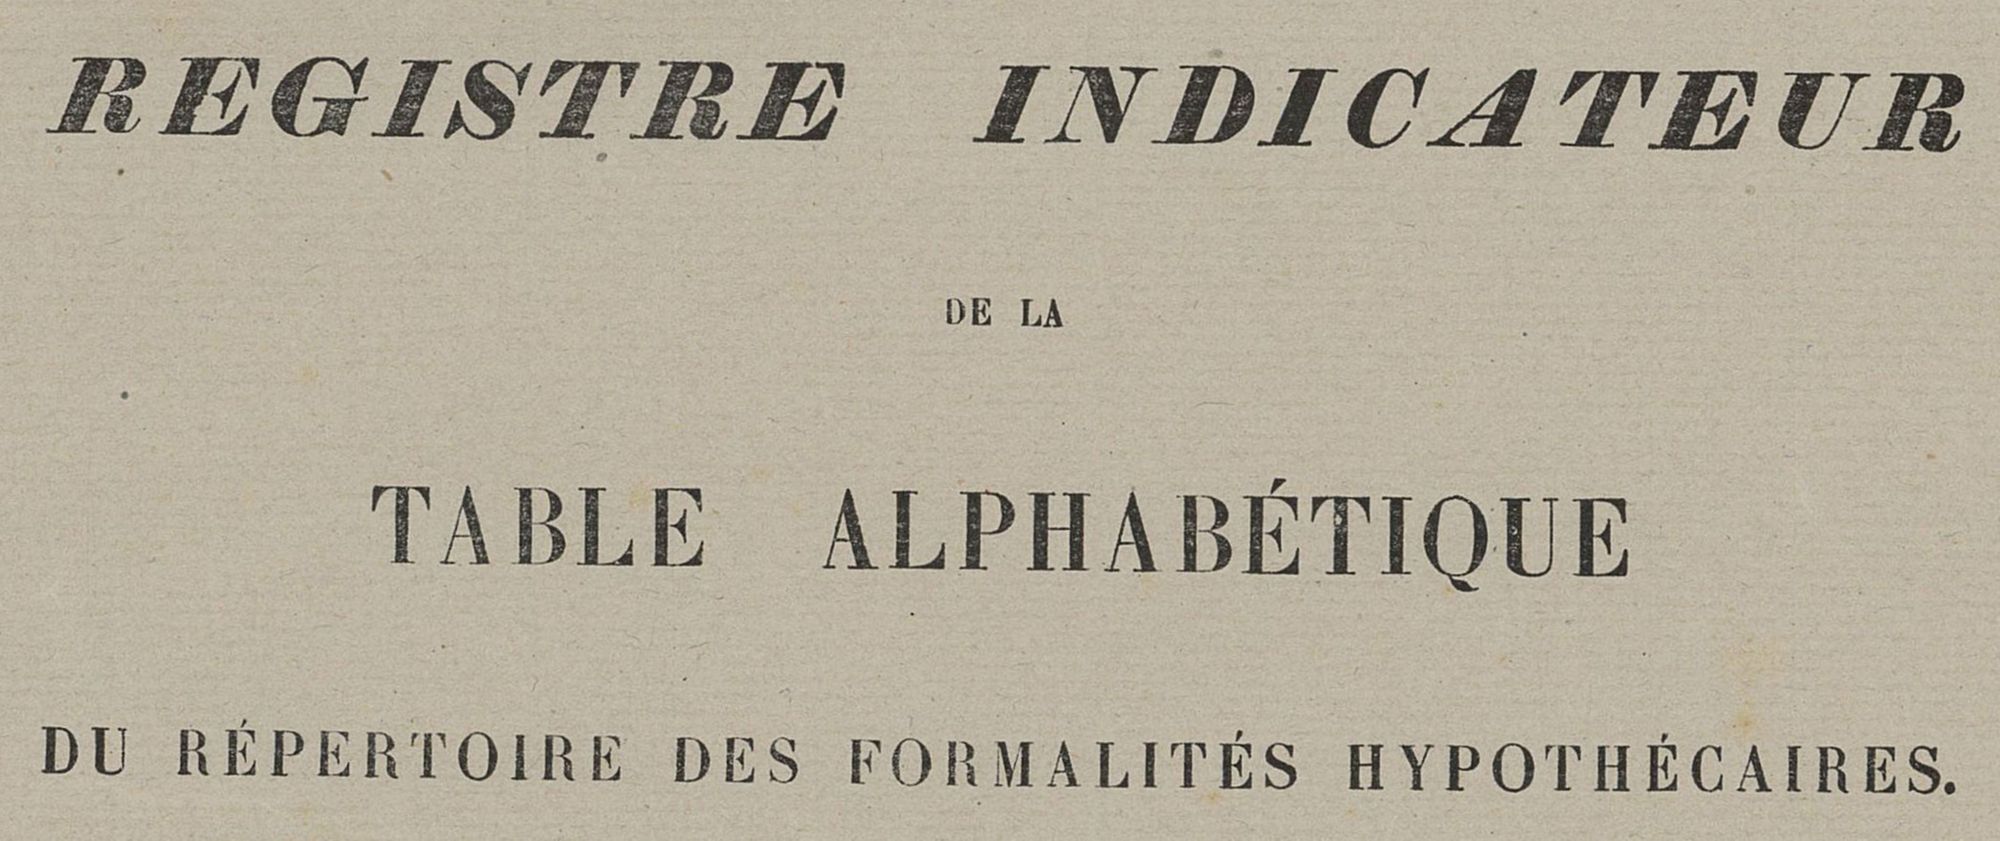 REGISTRE INDICATEUR
DE LA
TABLE ALPHABÉTIQUE
DU RÉPERTOIRE DES FORMALITÉS HYPOTHÉCAIRES.